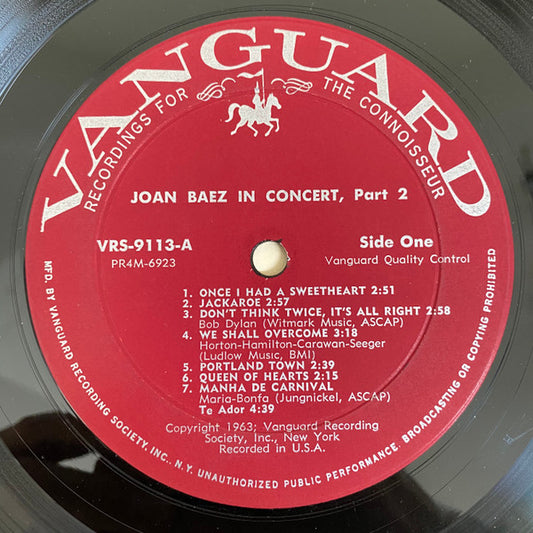 VANGUARD
RECORDINGS FOR THE CONNOISSEUR
JOAN BAEZ IN CONCERT, Part 2
VRS-9113-A
Side One
PR4M-6923
Vanguard Quality Control
1. ONCE I HAD A SWEETHEART 2:51
2. JACKAROE 2:57
3. DON'T THINK TWICE, IT'S ALL RIGHT 2:58
Bob Dylan (Witmark Music, ASCAP)
4. WE SHALL OVERCOME 3:18
Horton-Hamilton-Carawan-Seeger
(Ludlow Music, BMI)
5. PORTLAND TOWN 2:39
6. QUEEN OF HEARTS 2:15
7. MANHA DE CARNIVAL
Maria-Bonfa (Jungnickel, ASCAP)
Te Ador 4:39
Copyright 1963; Vanguard Recording
Society, Inc., New York
Recorded in U.S.A.
MFD. BY VANGUARD RECORDING SOCIETY, INC., N.Y. UNAUTHORIZED PUBLIC PERFORMANCE, BROADCASTING OR COPYING PROHIBITED